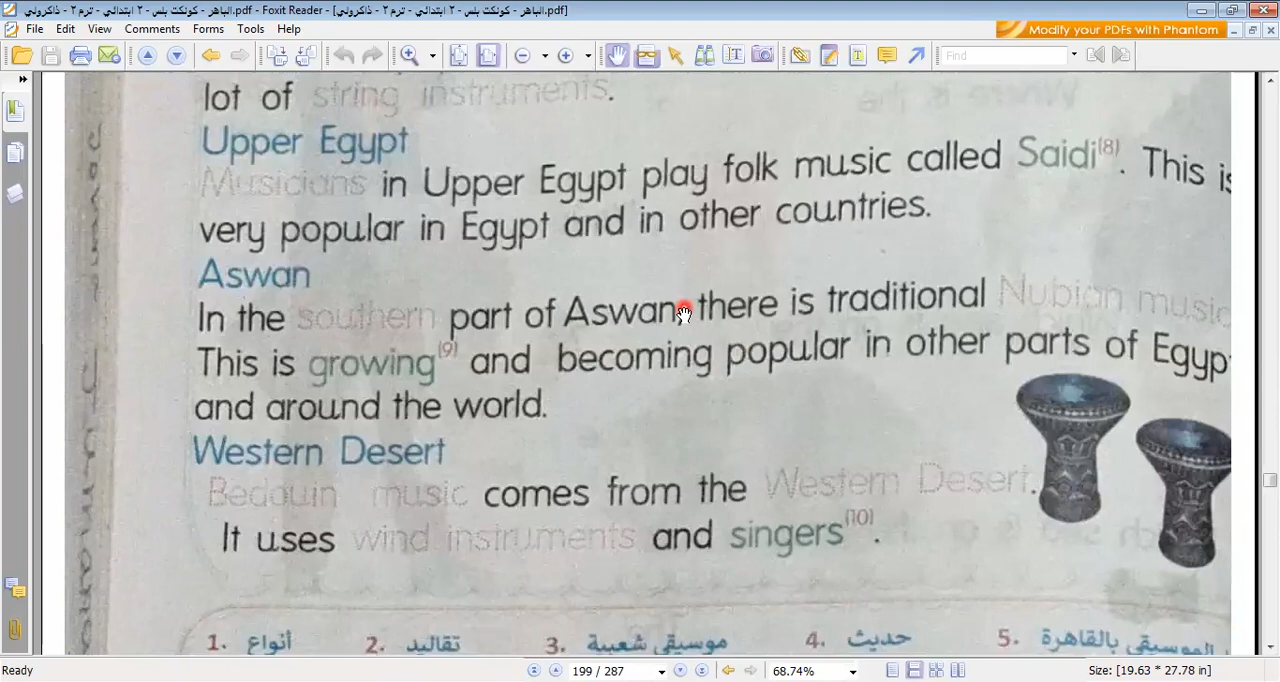 الباهر - كونكت بلس - ٢ ابتدائي - ترم ٢ - ذاكرولي.pdf - Foxit Reader - [الباهر - كونكت بلس - ٢ ابتدائي - ترم ٢ - ذاكرولي.pdf]
File Edit View Comments Forms Tools Help
Modify your PDFs with Phantom
Find
lot of string instruments.
Upper Egypt
Musicians in Upper Egypt play folk music called Saidi(8). This is
very popular in Egypt and in other countries.
Aswan
In the southern part of Aswan there is traditional Nubian music
This is growing(9) and becoming popular in other parts of Egyp
and around the world.
Western Desert
Bedouin music comes from the Western Desert.
It uses wind instruments and singers(10).
1. أنواع 2. تقاليد 3. موسيقى شعبية 4. حديث 5. الموسيقى بالقاهرة
Ready
199 / 287
68.74%
Size: [19.63 * 27.78 in]